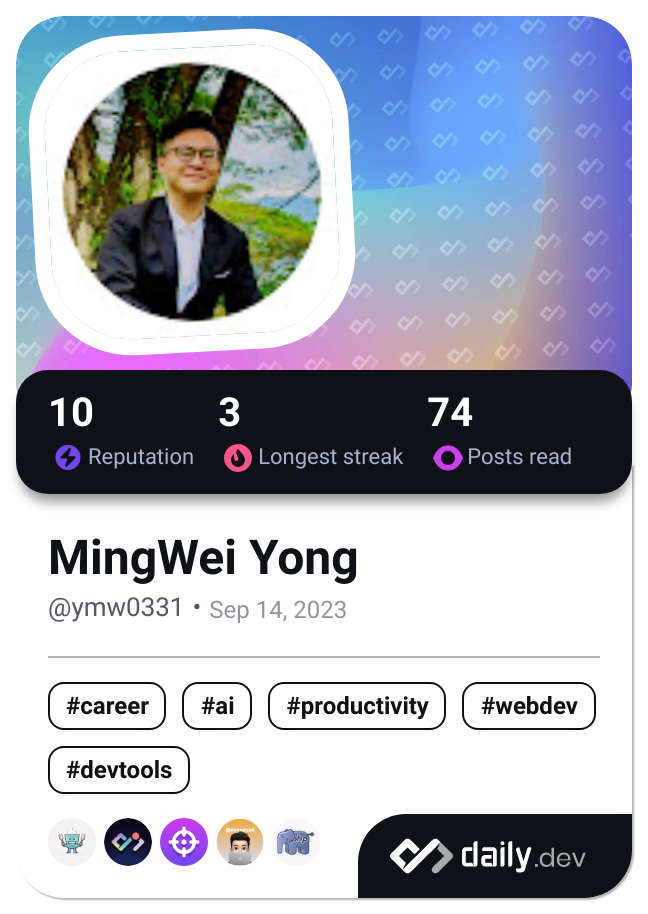 10 3 74
Reputation Longest streak Posts read
MingWei Yong
@ymw0331 • Sep 14, 2023
#career #ai #productivity #webdev
#devtools
php
daily.dev